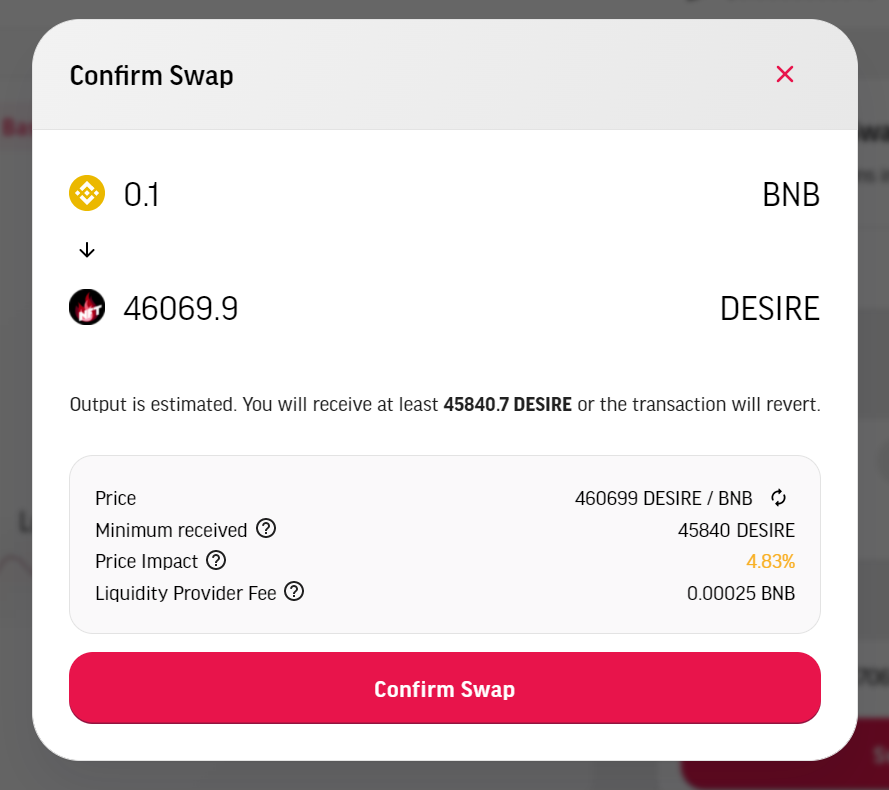 Confirm Swap
0.1 BNB
46069.9 DESIRE
Output is estimated. You will receive at least 45840.7 DESIRE or the transaction will revert.
Price 460699 DESIRE / BNB
Minimum received 45840 DESIRE
Price Impact 4.83%
Liquidity Provider Fee 0.00025 BNB
Confirm Swap